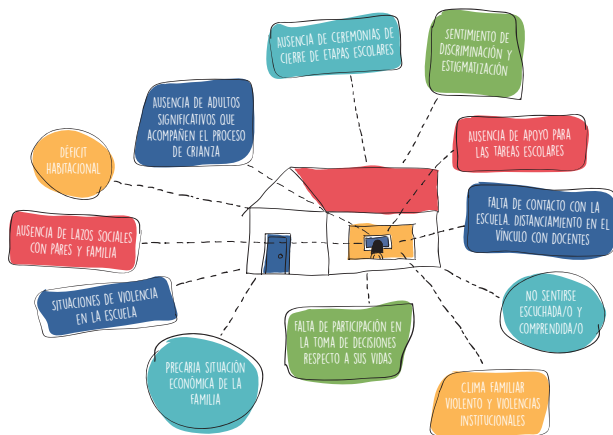 AUSENCIA DE CEREMONIAS DE
CIERRE DE ETAPAS ESCOLARES
SENTIMIENTO DE
DISCRIMINACIÓN Y
ESTIGMATIZACIÓN
AUSENCIA DE ADULTOS
SIGNIFICATIVOS QUE
ACOMPAÑEN EL PROCESO
DE CRIANZA
AUSENCIA DE APOYO PARA
LAS TAREAS ESCOLARES
DÉFICIT
HABITACIONAL
FALTA DE CONTACTO CON LA
ESCUELA. DISTANCIAMIENTO EN EL
VÍNCULO CON DOCENTES
AUSENCIA DE LAZOS SOCIALES
CON PARES Y FAMILIA
SITUACIONES DE VIOLENCIA
EN LA ESCUELA
NO SENTIRSE
ESCUCHADA/O Y
COMPRENDIDA/O
FALTA DE PARTICIPACIÓN EN
LA TOMA DE DECISIONES
RESPECTO A SUS VIDAS
PRECARIA SITUACIÓN
ECONÓMICA DE LA
FAMILIA
CLIMA FAMILIAR
VIOLENTO Y VIOLENCIAS
INSTITUCIONALES